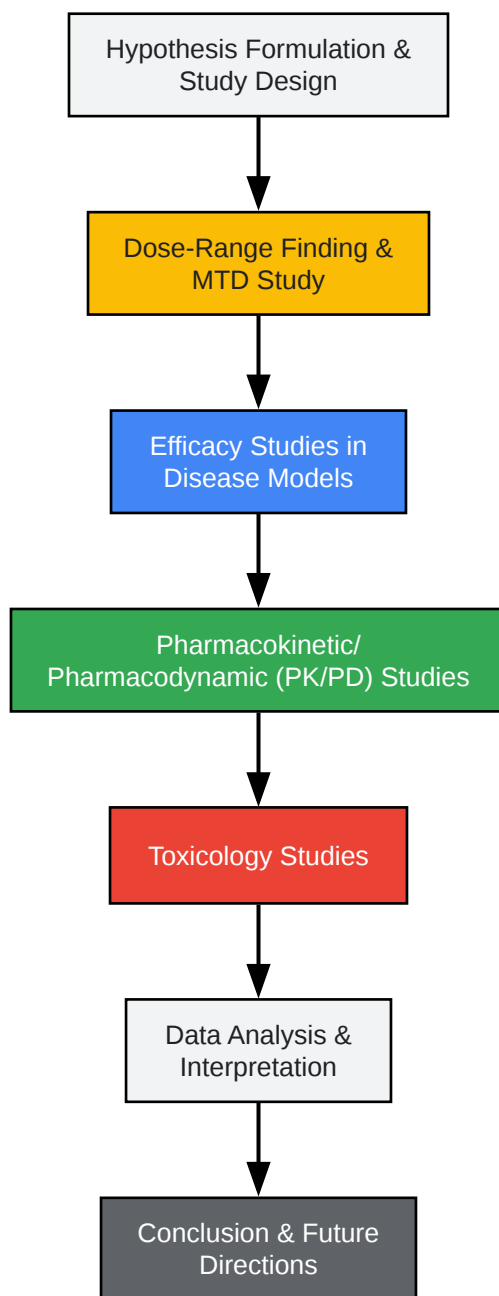 Hypothesis Formulation &
Study Design
Dose-Range Finding &
MTD Study
Efficacy Studies in
Disease Models
Pharmacokinetic/
Pharmacodynamic (PK/PD) Studies
Toxicology Studies
Data Analysis &
Interpretation
Conclusion & Future
Directions